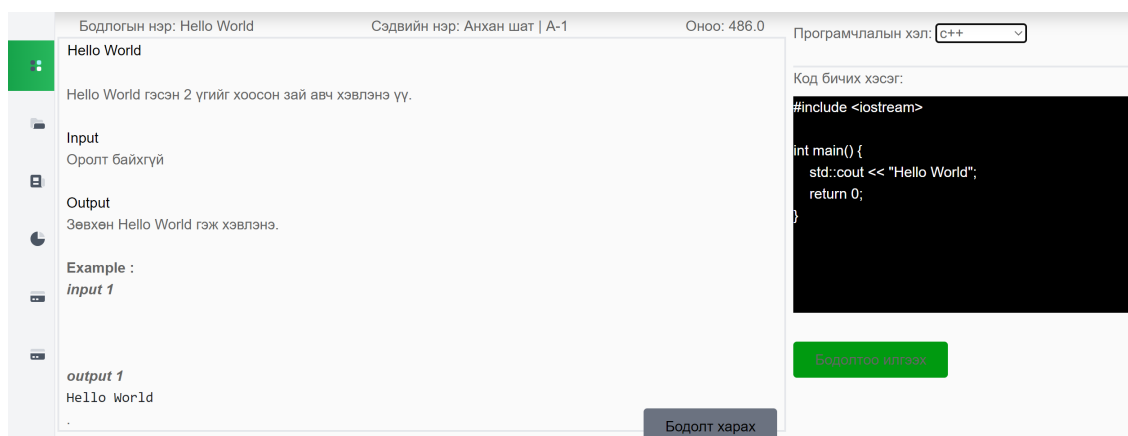 Бодлогын нэр: Hello World
Сэдвийн нэр: Анхан шат | A-1
Оноо: 486.0
Hello World
Hello World гэсэн 2 үгийг хоосон зай авч хэвлэнэ үү.
Input
Оролт байхгүй
Output
Зөвхөн Hello World гэж хэвлэнэ.
Example :
input 1
output 1
Hello World
.
Бодолт харах
Програмчлалын хэл: c++
Код бичих хэсэг:
#include <iostream>
int main() {
std::cout << "Hello World";
return 0;
}
Бодолтоо илгээх